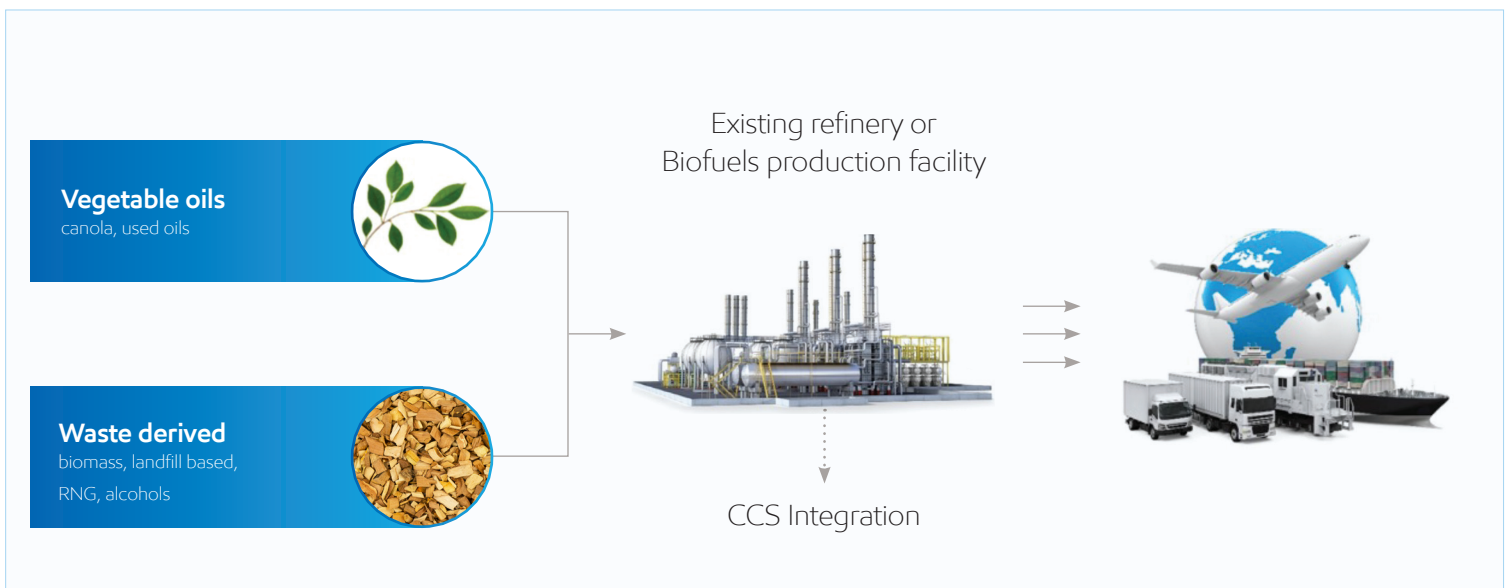 Vegetable oils
canola, used oils
Waste derived
biomass, landfill based,
RNG, alcohols
Existing refinery or
Biofuels production facility
CCS Integration